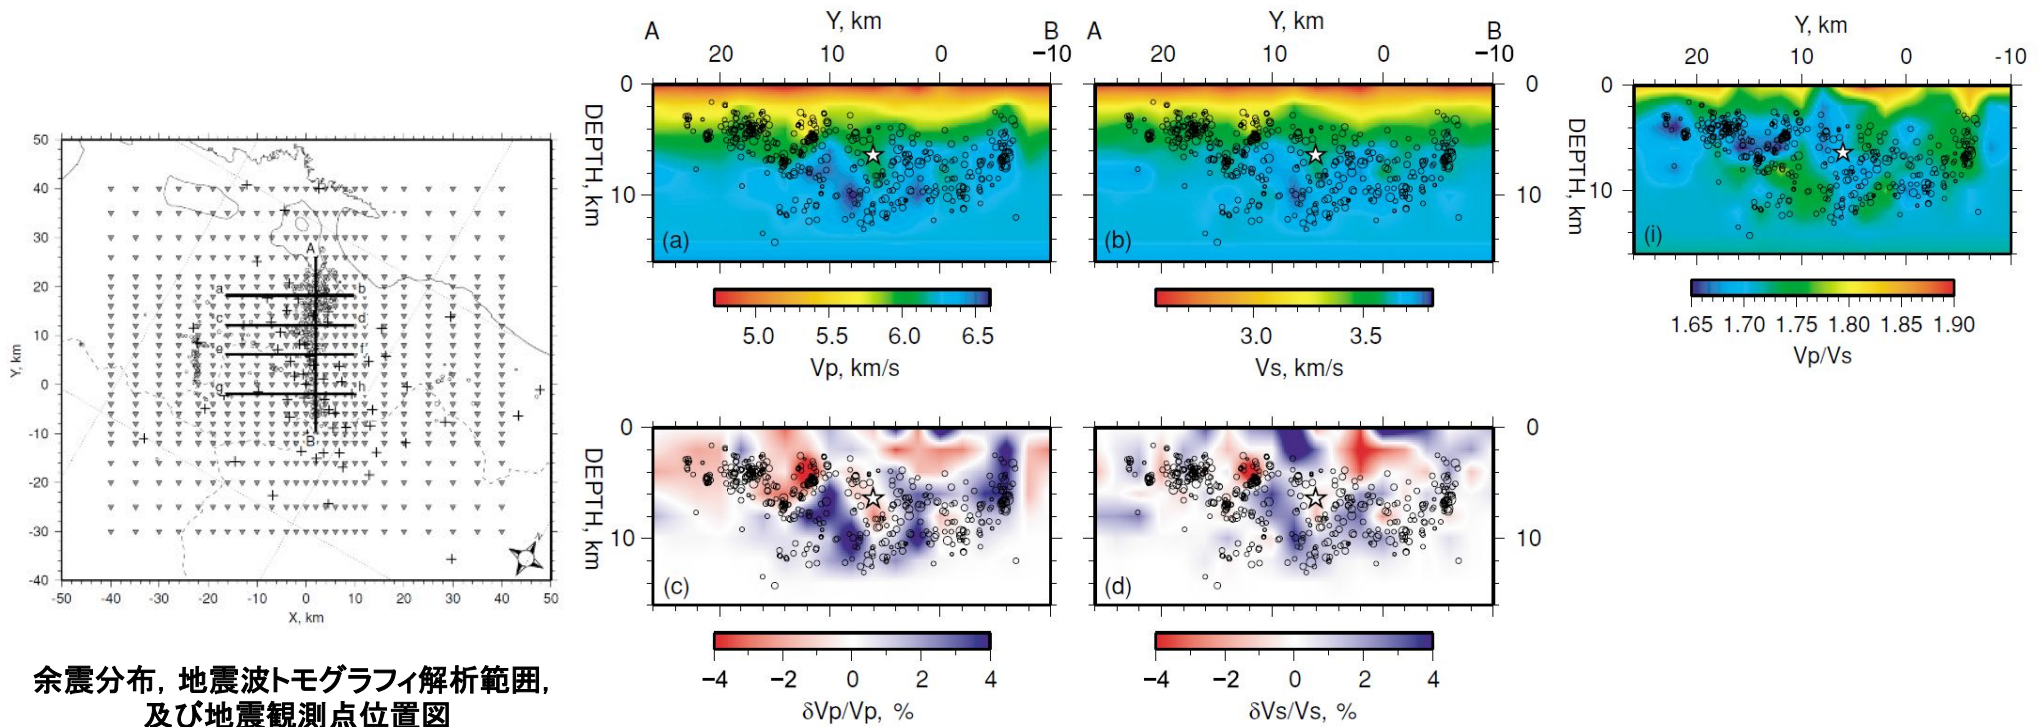 50
40
30
20
10
0
-10
-20
-30
-40
Y, km
-50 -40 -30 -20 -10 0 10 20 30 40 50
X, km
A
a b
c d
e f
g h
B
N
余震分布，地震波トモグラフィ解析範囲，
及び地震観測点位置図
Y, km
A B
20 10 0 −10
0
10
DEPTH, km
(a)
5.0 5.5 6.0 6.5
Vp, km/s
Y, km
A B
20 10 0 −10
0
10
(b)
3.0 3.5
Vs, km/s
Y, km
20 10 0 -10
0
10
DEPTH, km
(i)
1.65 1.70 1.75 1.80 1.85 1.90
Vp/Vs
0
10
DEPTH, km
(c)
−4 −2 0 2 4
δVp/Vp, %
0
10
(d)
−4 −2 0 2 4
δVs/Vs, %